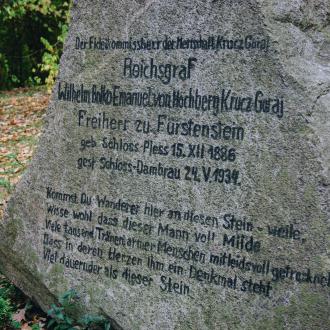 Der Fideikommissherr der Herrschaft Krucz Goraj
Reichsgraf
Wilhelm Bolko Emanuel von Hochberg Krucz Goraj
Freiherr zu Fürstenstein
geb Schloss-Pless 15.XII 1886
gest Schloss-Dambrau 24.V 1934.
Kommst Du Wanderer hier an diesen Stein - weile,
Wisse wohl dass dieser Mann voll Milde
Viele tausend Tränen armer Menschen mitleidsvoll getrocknet
Dass in deren Herzen ihm ein Denkmal steht
Viel dauernder als dieser Stein